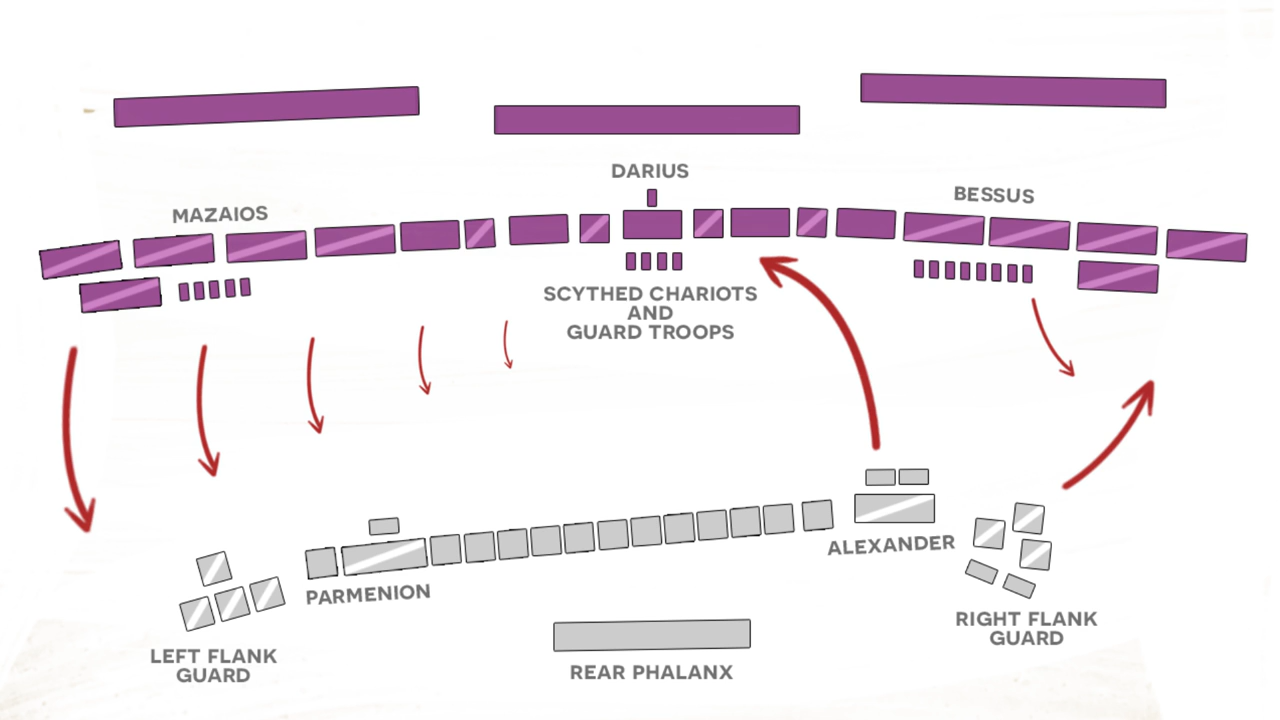 DARIUS
BESSUS
MAZAIOS
SCYTHED CHARIOTS
AND
GUARD TROOPS
ALEXANDER
PARMENION
RIGHT FLANK
GUARD
LEFT FLANK
GUARD
REAR PHALANX